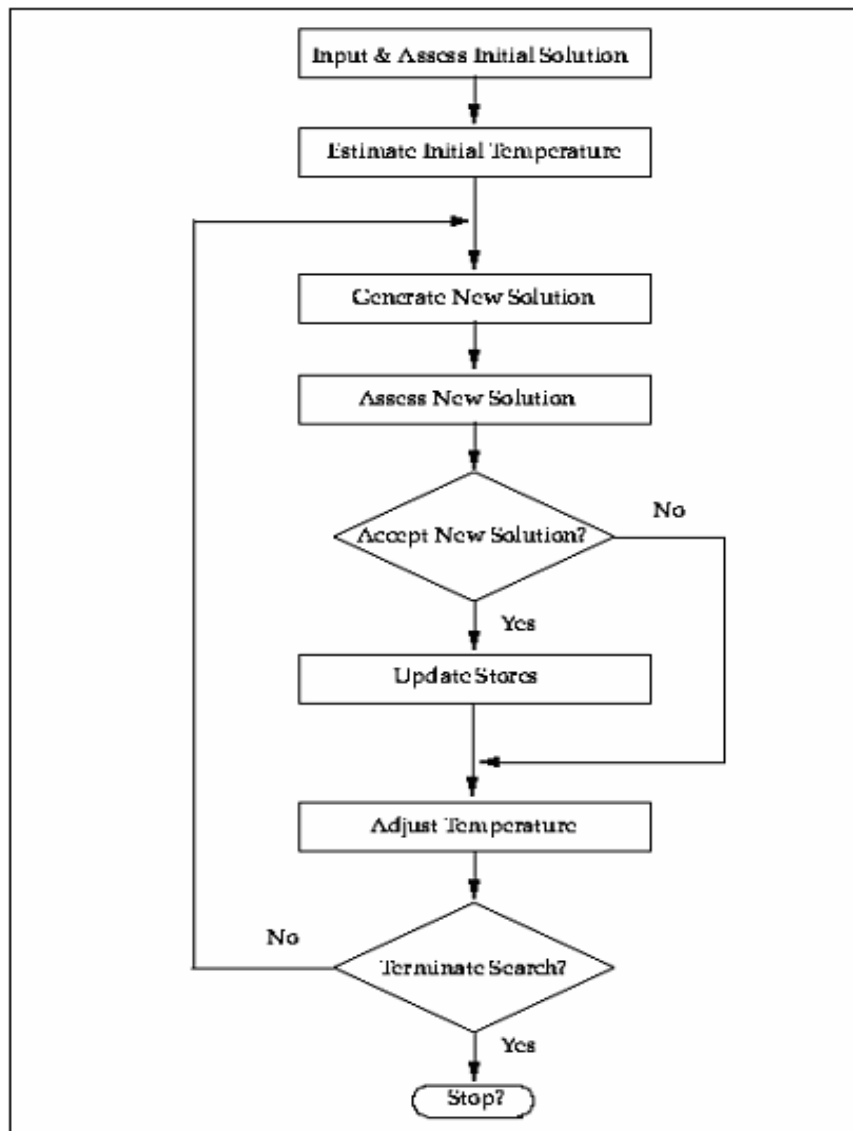 Input & Assess Initial Solution
Estimate Initial Temperature
Generate New Solution
Assess New Solution
Accept New Solution?
No
Yes
Update Stores
Adjust Temperature
No
Terminate Search?
Yes
Stop?